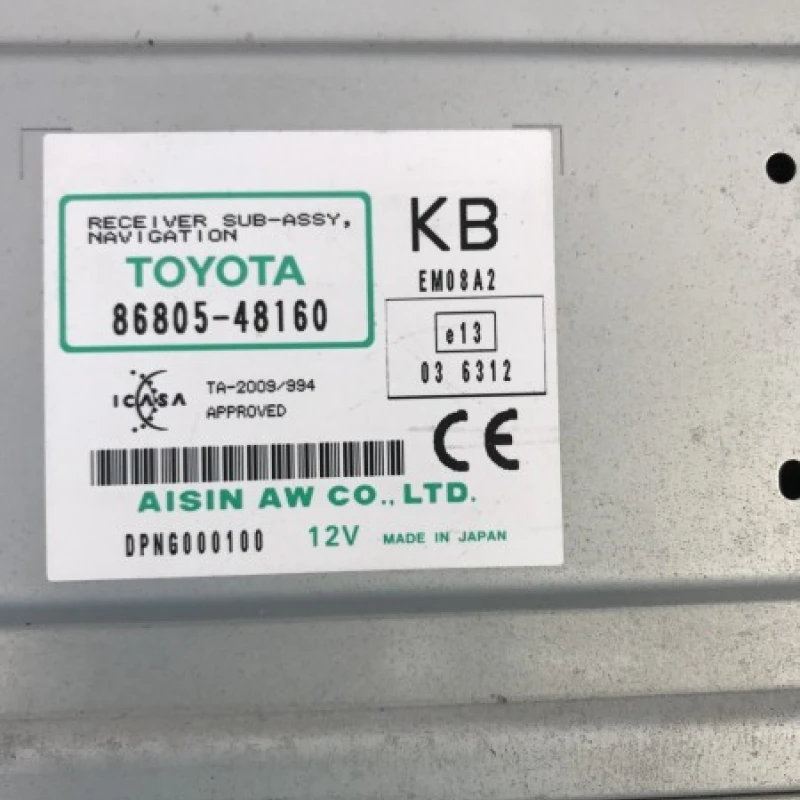 RECEIVER SUB-ASSY,
NAVIGATION
TOYOTA
86805-48160
KB
EM08A2
e13
03 6312
ICASA
TA-2009/994
APPROVED
CE
AISIN AW CO., LTD.
DPNG000100 12V MADE IN JAPAN